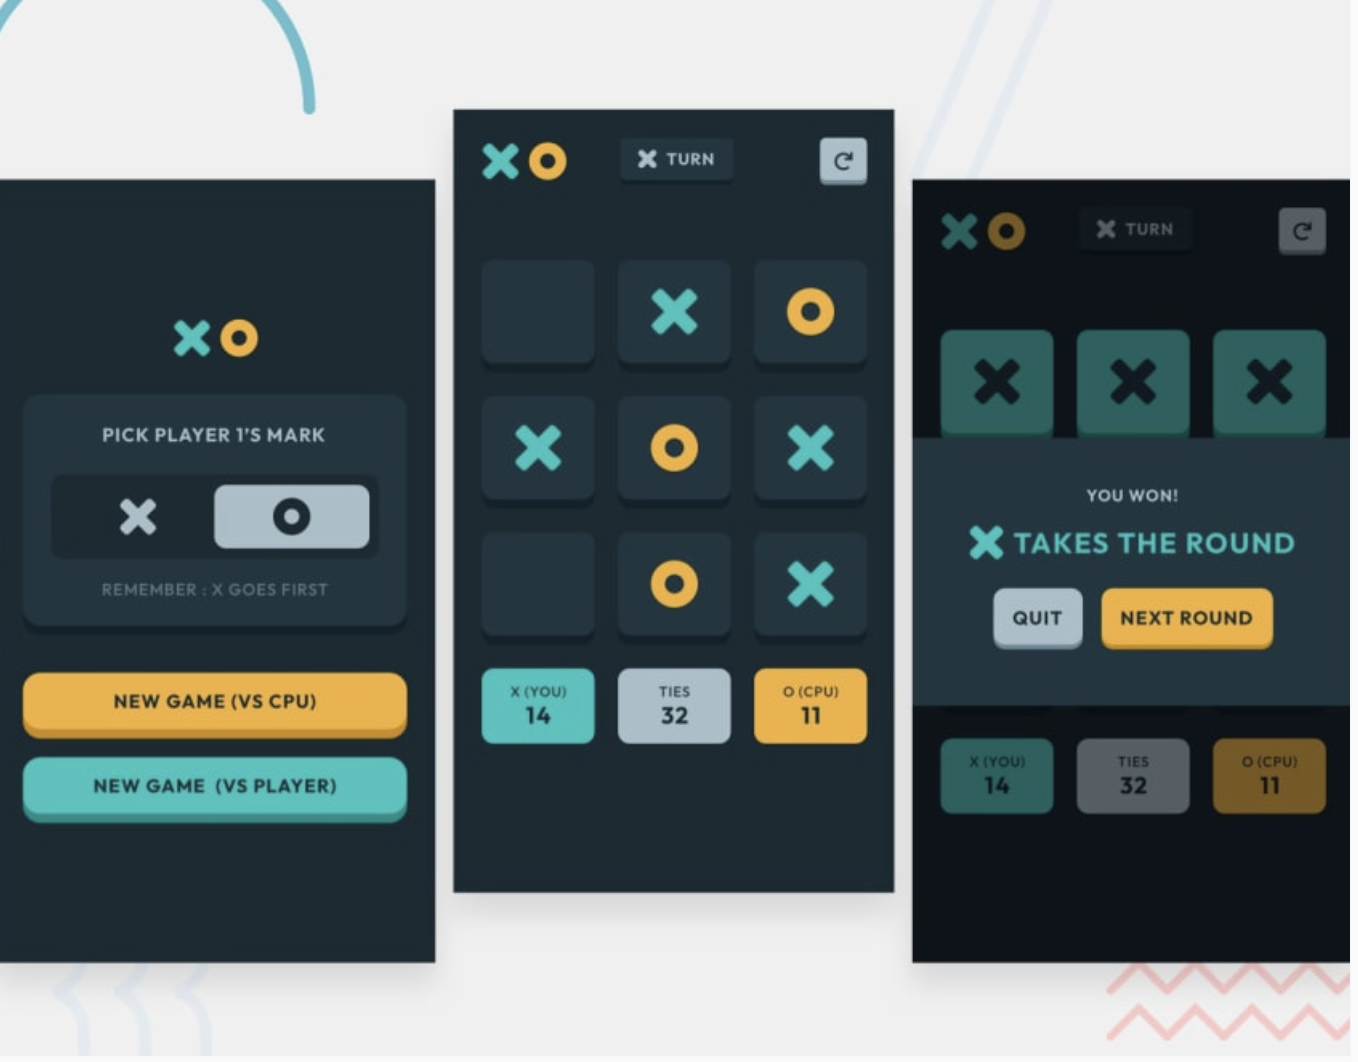 PICK PLAYER 1'S MARK
REMEMBER : X GOES FIRST
NEW GAME (VS CPU)
NEW GAME (VS PLAYER)
X TURN
X O
X O X
O X
X (YOU) TIES O (CPU)
14 32 11
X TURN
X X X
YOU WON!
X TAKES THE ROUND
QUIT NEXT ROUND
X (YOU) TIES O (CPU)
14 32 11